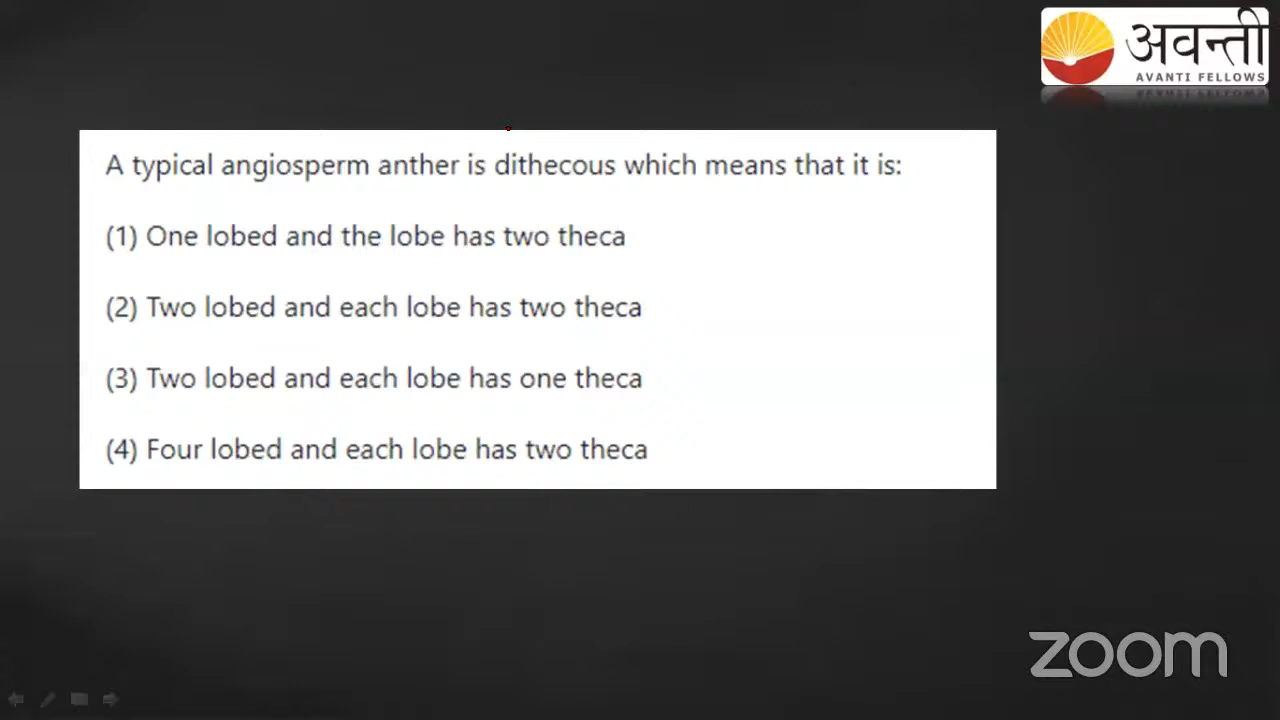 अवन्ती
AVANTI FELLOWS
A typical angiosperm anther is dithecous which means that it is:
(1) One lobed and the lobe has two theca
(2) Two lobed and each lobe has two theca
(3) Two lobed and each lobe has one theca
(4) Four lobed and each lobe has two theca
zoom